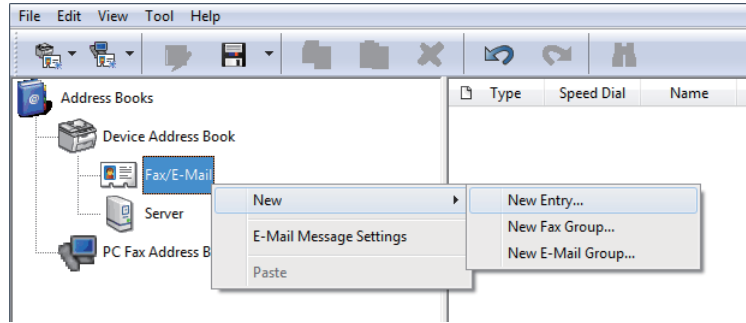 File Edit View Tool Help
Type Speed Dial Name
Address Books
Device Address Book
Fax/E-Mail
Server
PC Fax Address B
New
E-Mail Message Settings
Paste
New Entry...
New Fax Group...
New E-Mail Group...